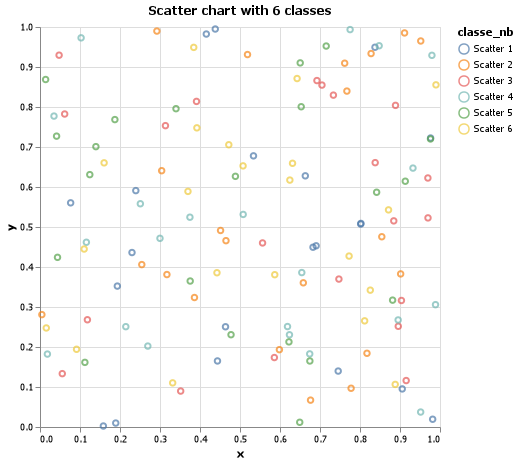 Scatter chart with 6 classes
classe_nb
Scatter 1
Scatter 2
Scatter 3
Scatter 4
Scatter 5
Scatter 6
1.0
0.9
0.8
0.7
0.6
0.5
0.4
0.3
0.2
0.1
0.0
y
0.0 0.1 0.2 0.3 0.4 0.5 0.6 0.7 0.8 0.9 1.0
x